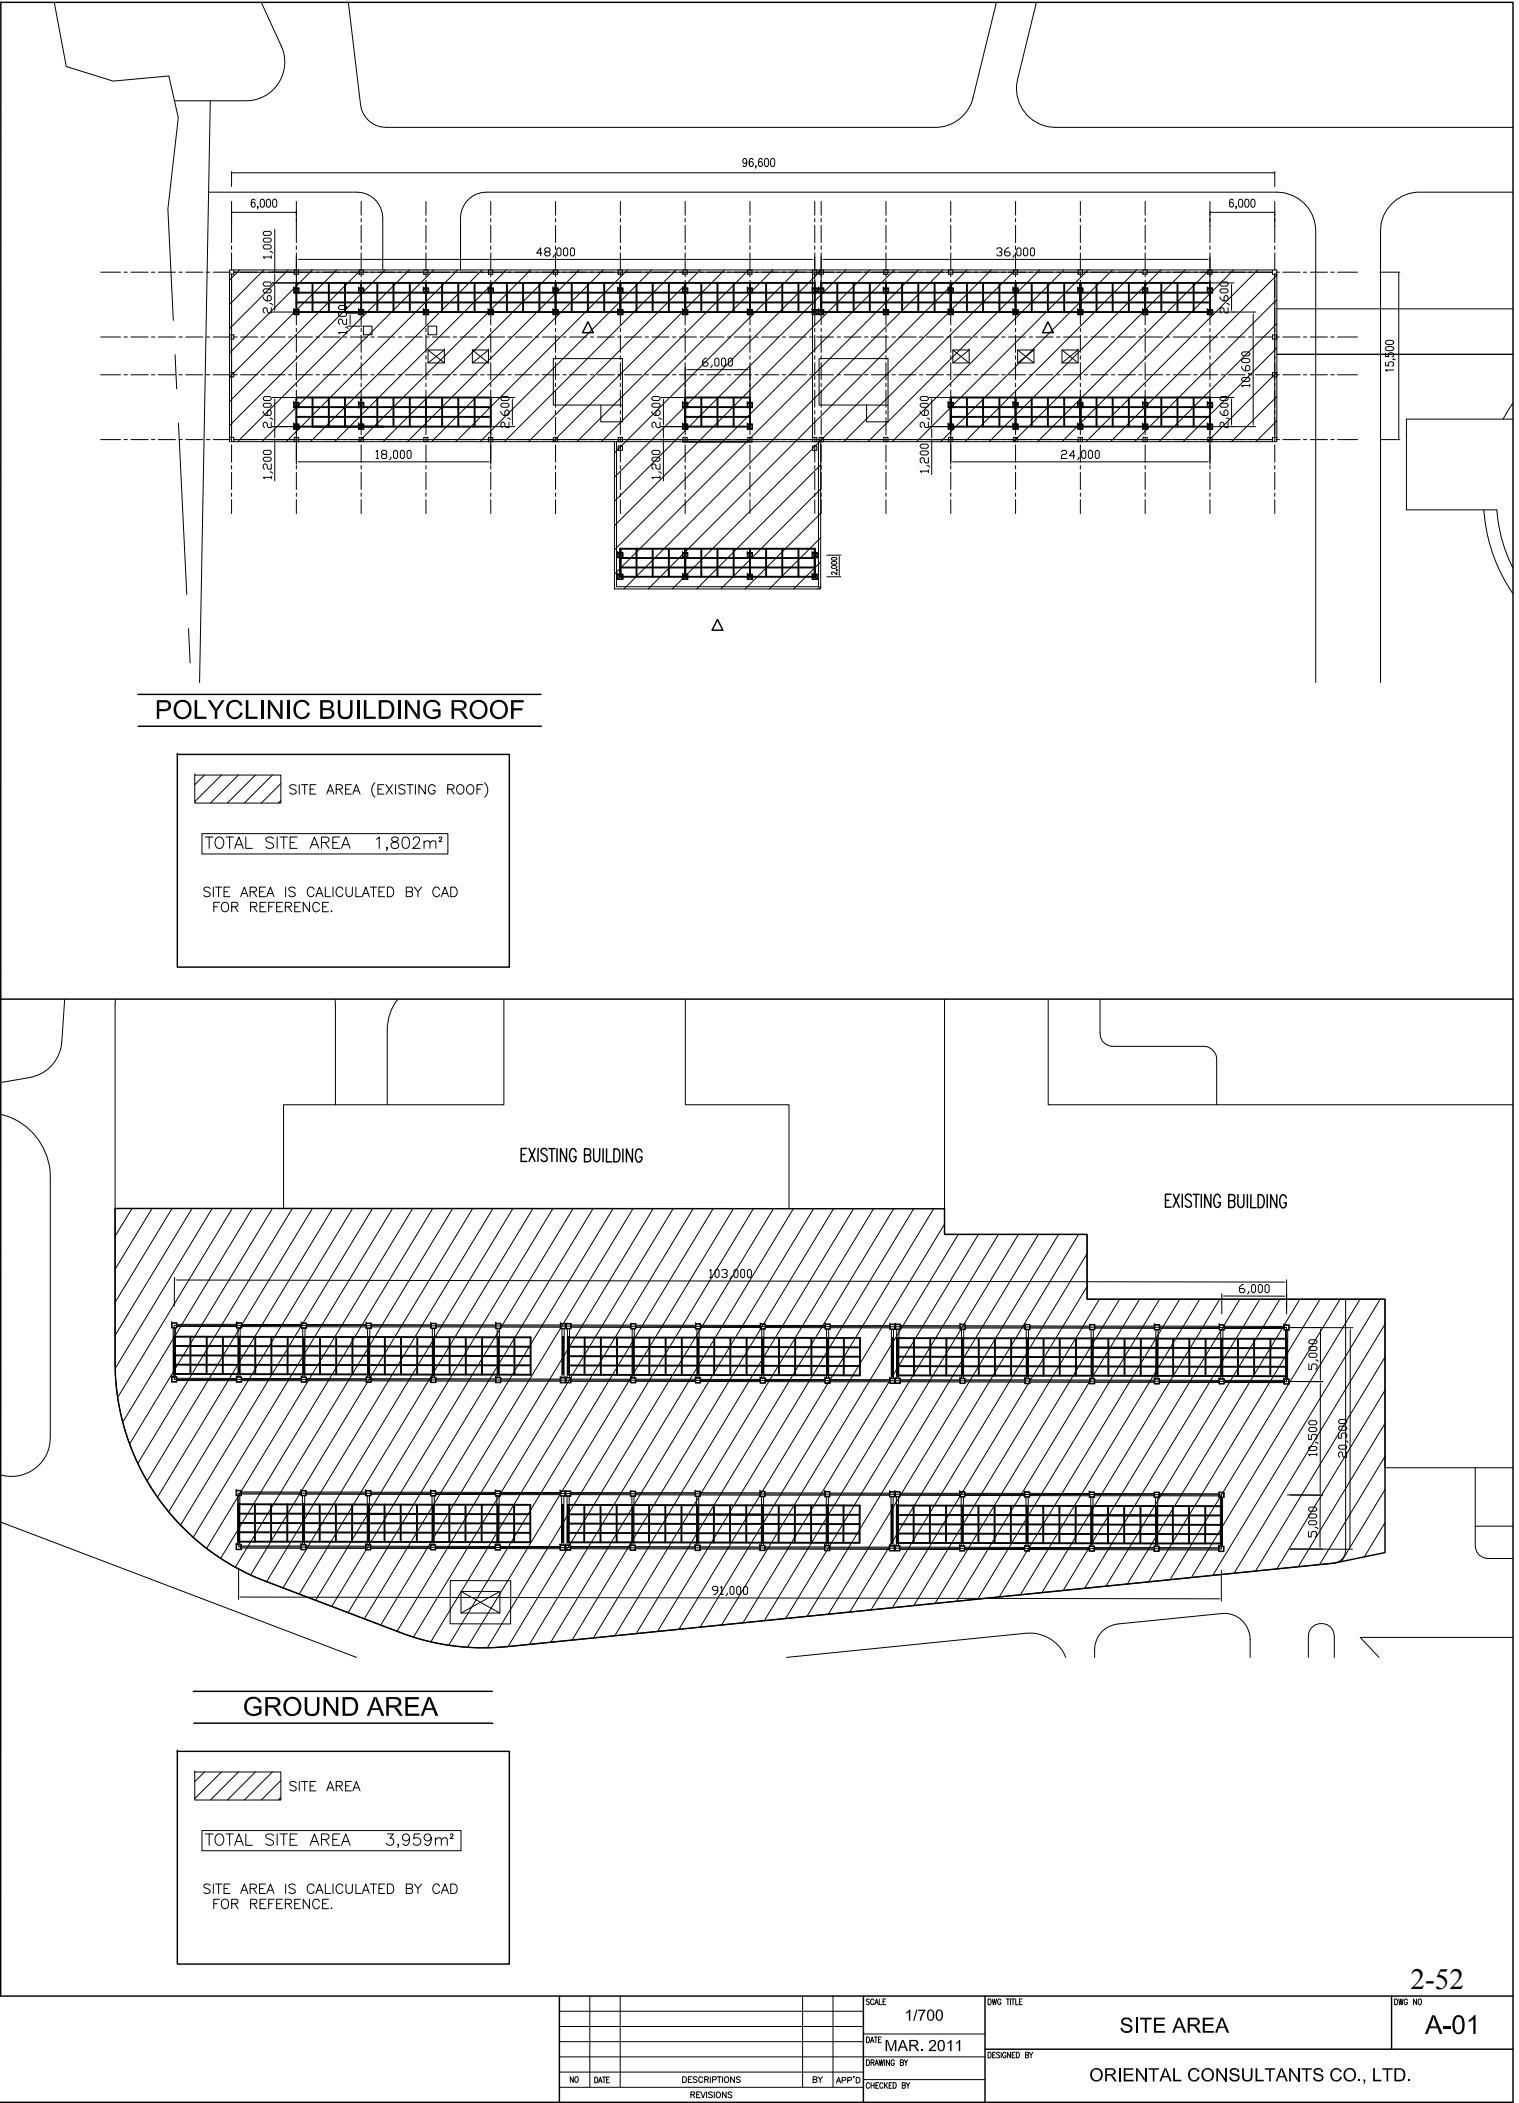 96,600
6,000
6,000
1,000
48,000
36,000
2,600
2,600
1,200
6,000
10,600
15,500
2,600
2,600
2,600
2,600
2,600
1,200
18,000
1,200
1,200
24,000
2,000
POLYCLINIC BUILDING ROOF
SITE AREA (EXISTING ROOF)
TOTAL SITE AREA 1,802m²
SITE AREA IS CALICULATED BY CAD
FOR REFERENCE.
EXISTING BUILDING
EXISTING BUILDING
103,000
6,000
5,000
10,500
20,500
5,000
91,000
GROUND AREA
SITE AREA
TOTAL SITE AREA 3,959m²
SITE AREA IS CALICULATED BY CAD
FOR REFERENCE.
2-52
SCALE
1/700
DATE MAR. 2011
DRAWING BY
CHECKED BY
DWG TITLE
SITE AREA
DWG NO
A-01
DESIGNED BY
ORIENTAL CONSULTANTS CO., LTD.
NO DATE DESCRIPTIONS BY APP'D
REVISIONS